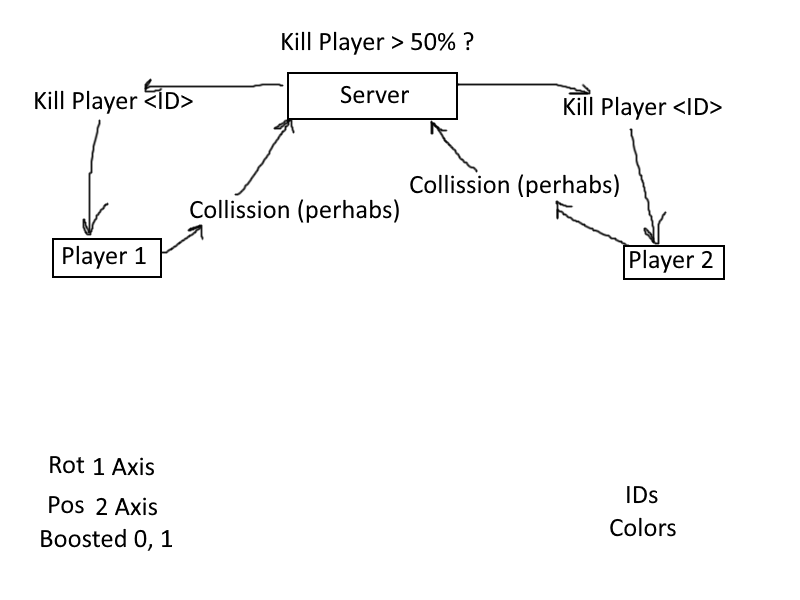 Kill Player > 50% ?
Server
Kill Player <ID>
Kill Player <ID>
Collission (perhabs)
Collission (perhabs)
Player 1
Player 2
Rot 1 Axis
Pos 2 Axis
Boosted 0, 1
IDs
Colors